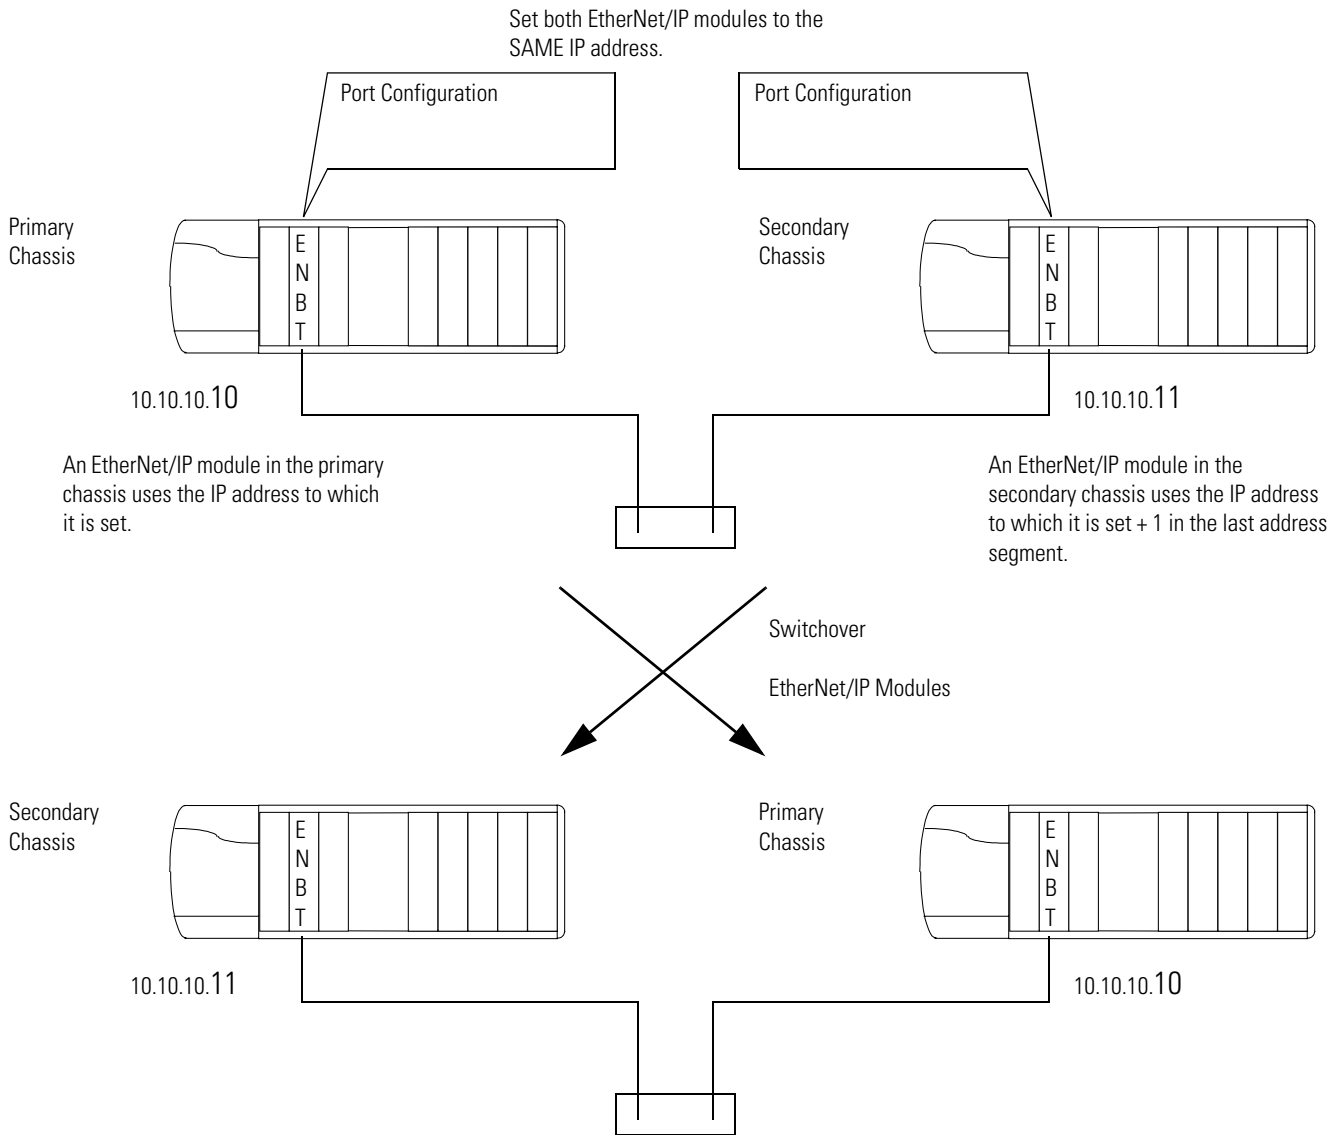 Set both EtherNet/IP modules to the
SAME IP address.
Port Configuration
Port Configuration
Primary
Chassis
E
N
B
T
Secondary
Chassis
E
N
B
T
10.10.10.10
10.10.10.11
An EtherNet/IP module in the primary
chassis uses the IP address to which
it is set.
An EtherNet/IP module in the
secondary chassis uses the IP address
to which it is set + 1 in the last address
segment.
Switchover
EtherNet/IP Modules
Secondary
Chassis
E
N
B
T
Primary
Chassis
E
N
B
T
10.10.10.11
10.10.10.10